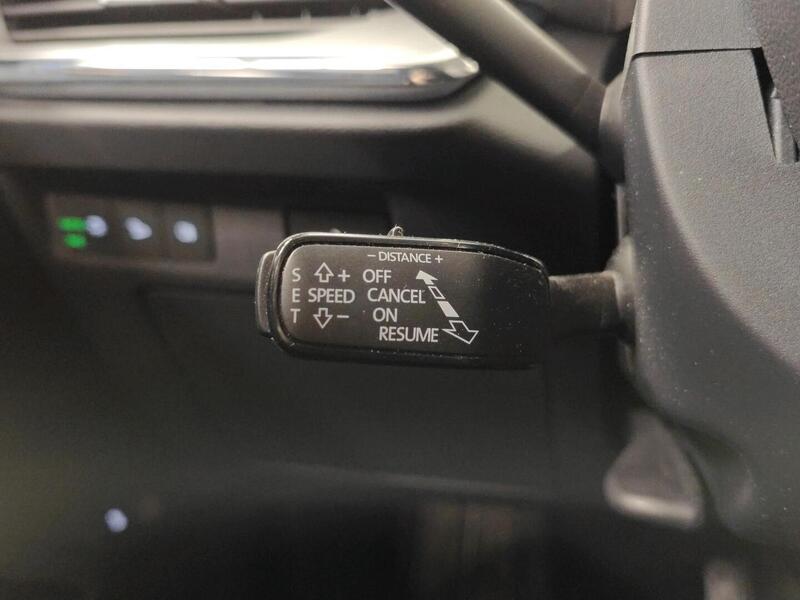 – DISTANCE +
S + OFF
E SPEED CANCEL
T – ON
RESUME